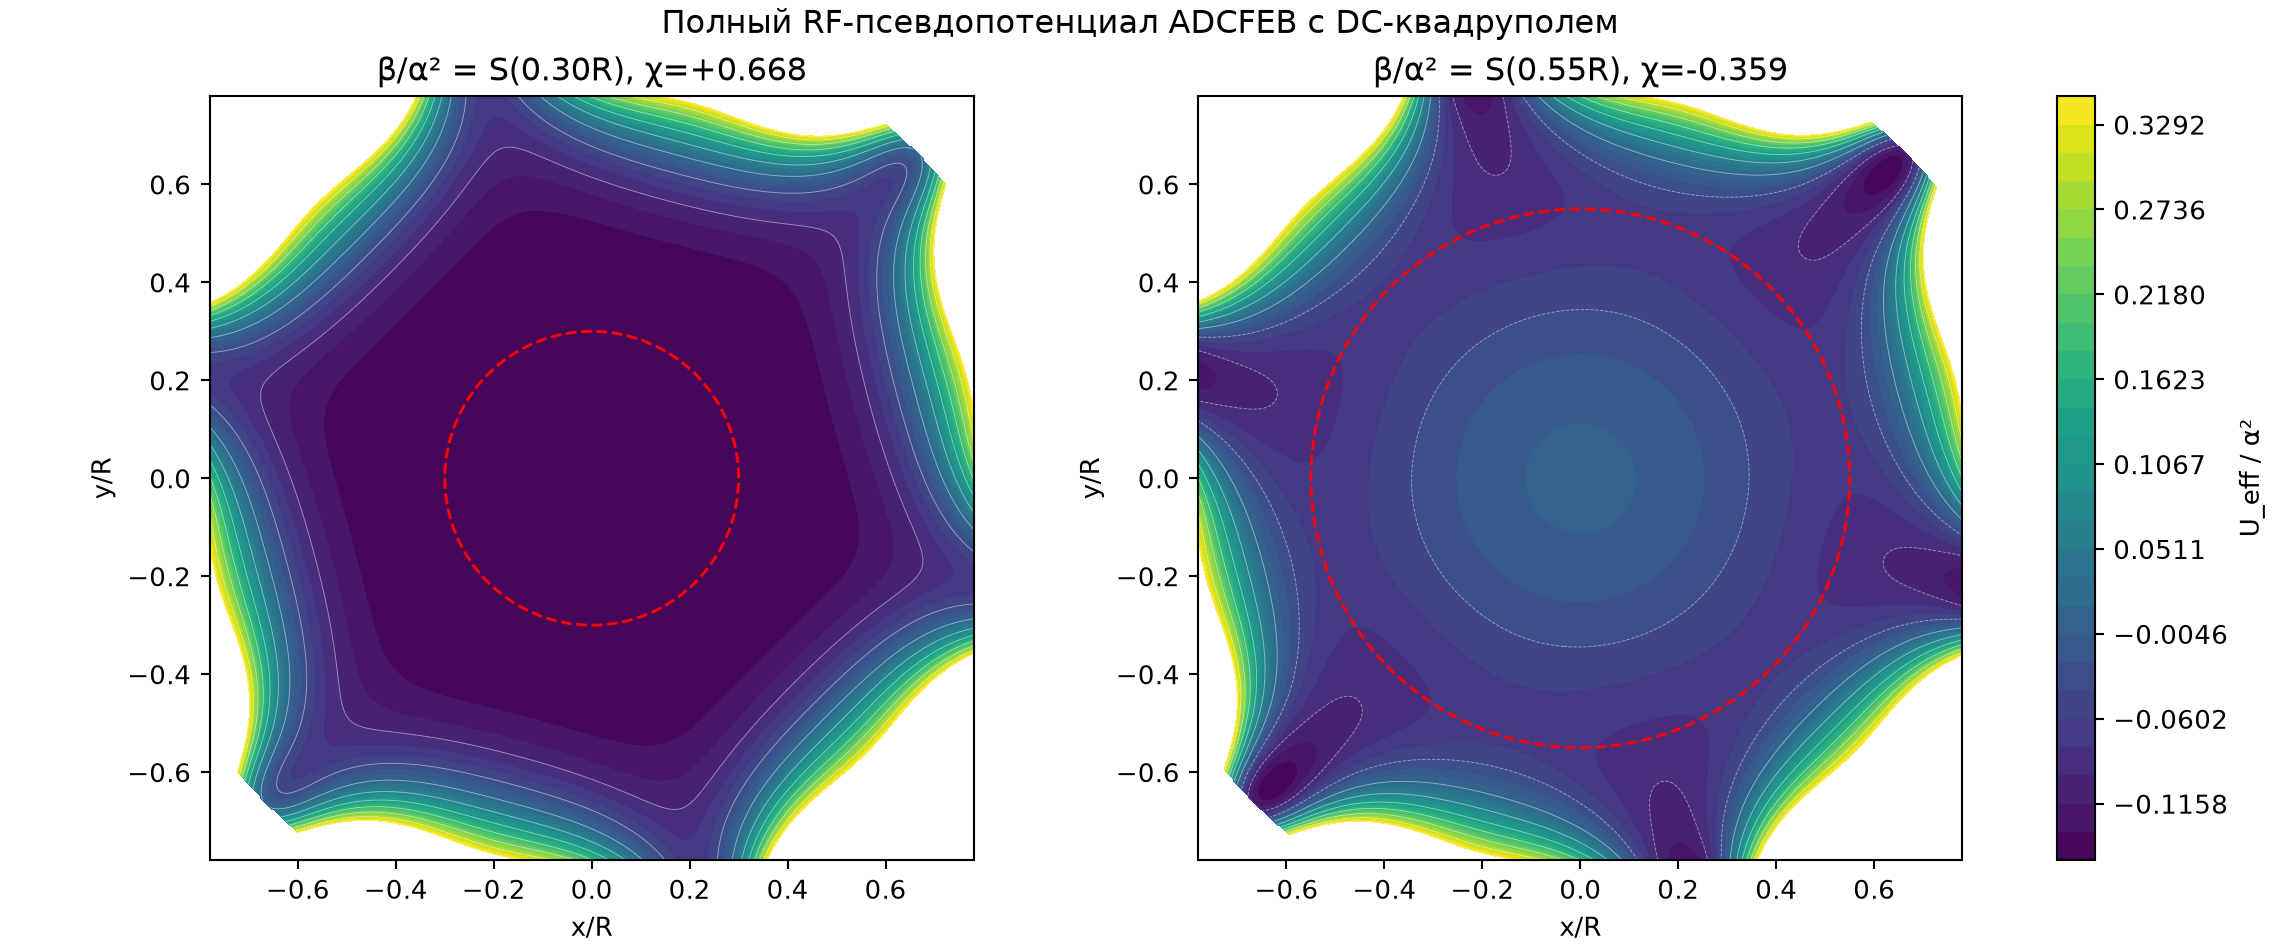 Полный RF-псевдопотенциал ADCFEB с DC-квадруполем
β/α² = S(0.30R), χ=+0.668
β/α² = S(0.55R), χ=-0.359
y/R
0.6
0.4
0.2
0.0
−0.2
−0.4
−0.6
−0.6 −0.4 −0.2 0.0 0.2 0.4 0.6
x/R
y/R
0.6
0.4
0.2
0.0
−0.2
−0.4
−0.6
−0.6 −0.4 −0.2 0.0 0.2 0.4 0.6
x/R
0.3292
0.2736
0.2180
0.1623
0.1067
0.0511
−0.0046
−0.0602
−0.1158
U_eff / α²